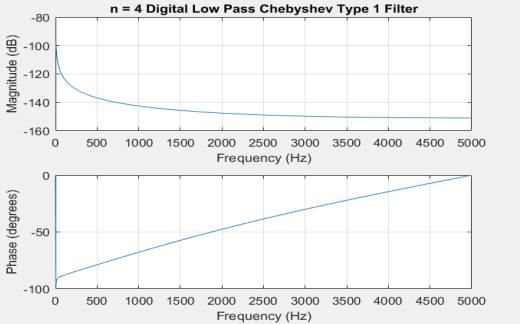 n = 4 Digital Low Pass Chebyshev Type 1 Filter
-80
-100
-120
-140
-160
Magnitude (dB)
0 500 1000 1500 2000 2500 3000 3500 4000 4500 5000
Frequency (Hz)
0
-50
-100
Phase (degrees)
0 500 1000 1500 2000 2500 3000 3500 4000 4500 5000
Frequency (Hz)